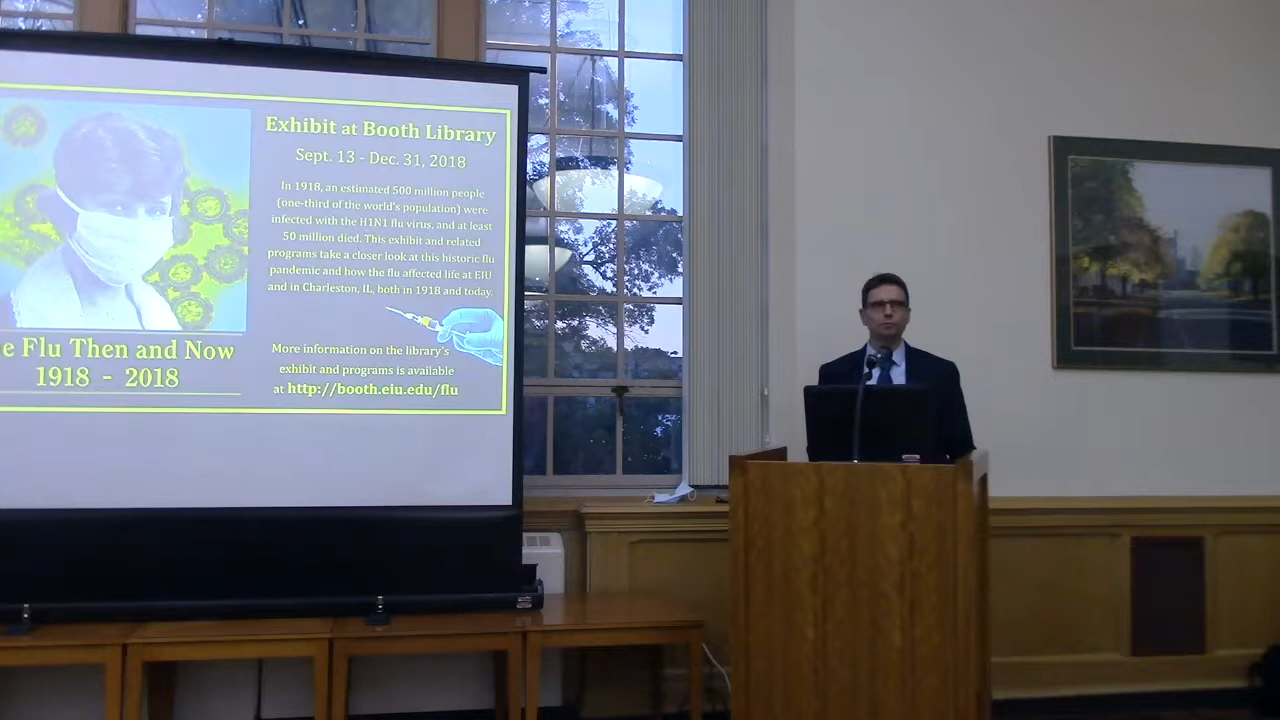 Exhibit at Booth Library
Sept. 13 - Dec. 31, 2018
In 1918, an estimated 500 million people
(one-third of the world's population) were
infected with the H1N1 flu virus, and at least
50 million died. This exhibit and related
programs take a closer look at this historic flu
pandemic and how the flu affected life at EIU
and in Charleston, IL, both in 1918 and today.
e Flu Then and Now
1918 - 2018
More information on the library's
exhibit and programs is available
at http://booth.eiu.edu/flu